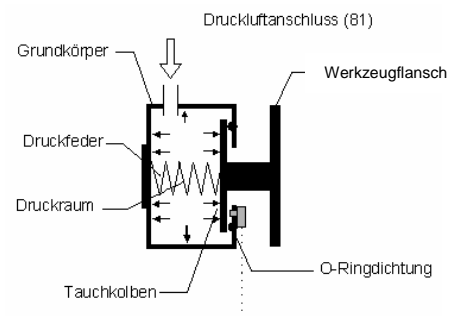 Druckluftanschluss (81)
Grundkörper
Werkzeugflansch
Druckfeder
Druckraum
O-Ringdichtung
Tauchkolben